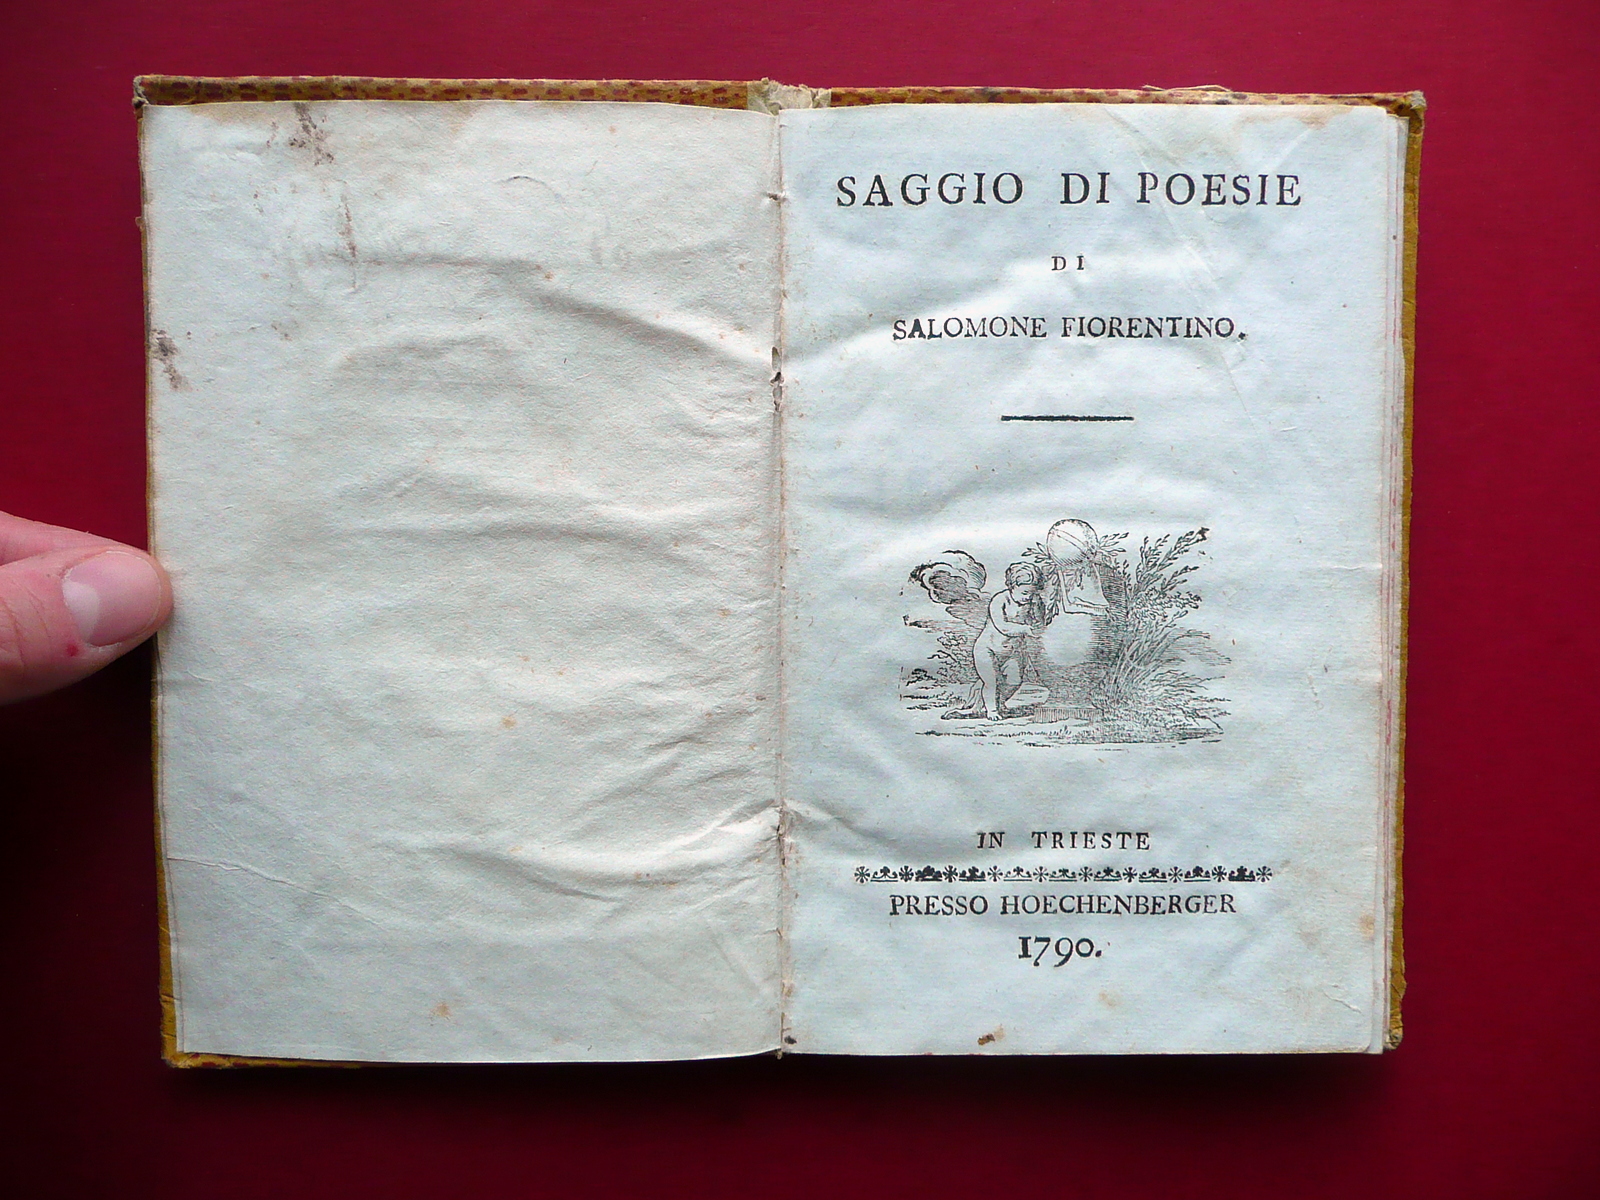 SAGGIO DI POESIE
DI
SALOMONE FIORENTINO.
IN TRIESTE
PRESSO HOECHENBERGER
1790.